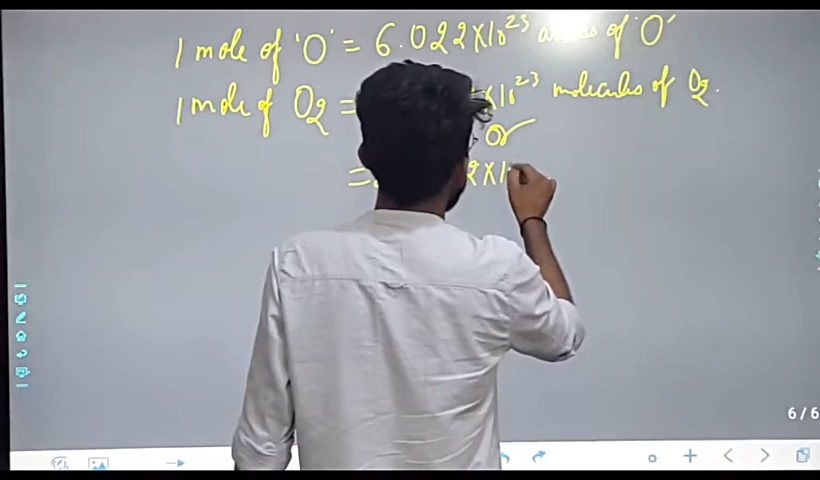 1 mole of 'O' = 6.022×10²³ of 'O'
1 mole of O₂ = ×10²³ molecules of O₂.
or
= 2×1
6/6